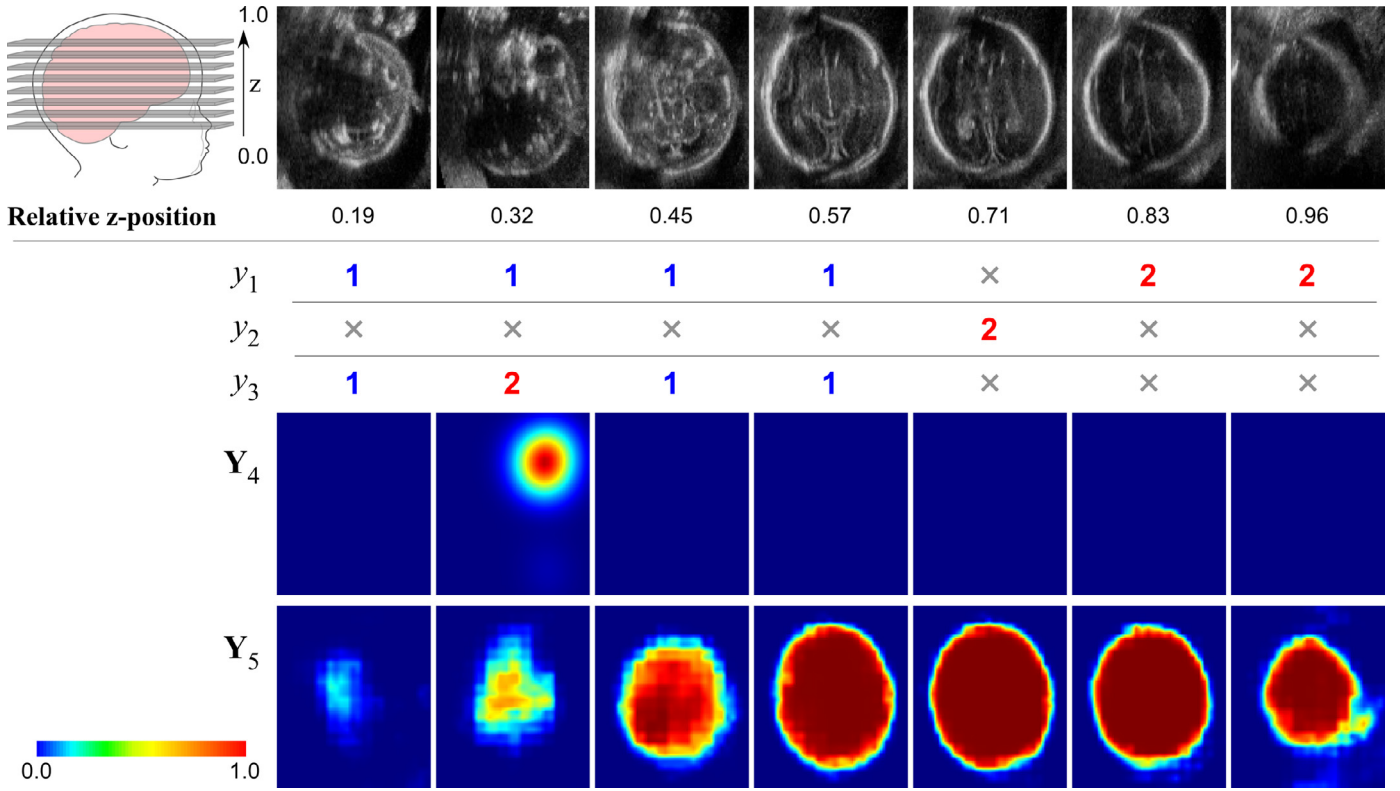 1.0
z
0.0
Relative z-position 0.19 0.32 0.45 0.57 0.71 0.83 0.96
y1 1 1 1 1 × 2 2
y2 × × × × 2 × ×
y3 1 2 1 1 × × ×
Y4
Y5
0.0 1.0